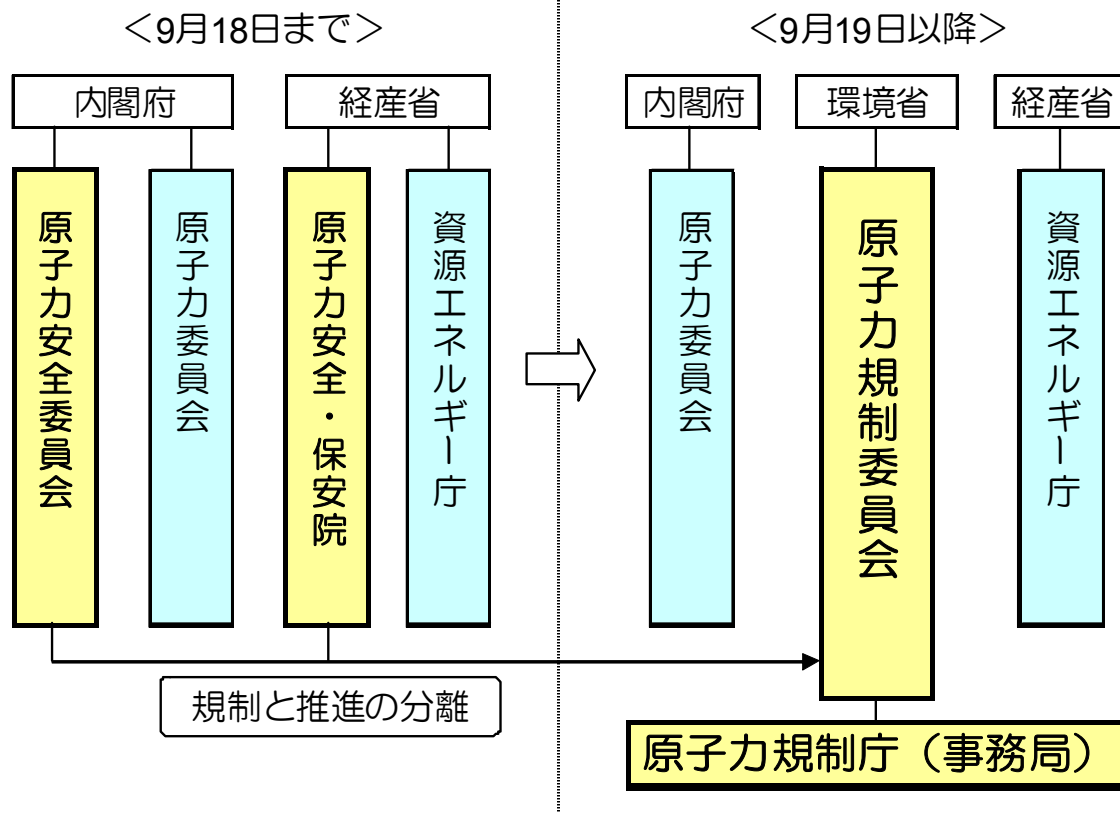 ＜9月18日まで＞
内閣府
経産省
原子力安全委員会
原子力委員会
原子力安全・保安院
資源エネルギー庁
規制と推進の分離
＜9月19日以降＞
内閣府
環境省
経産省
原子力委員会
原子力規制委員会
資源エネルギー庁
原子力規制庁（事務局）